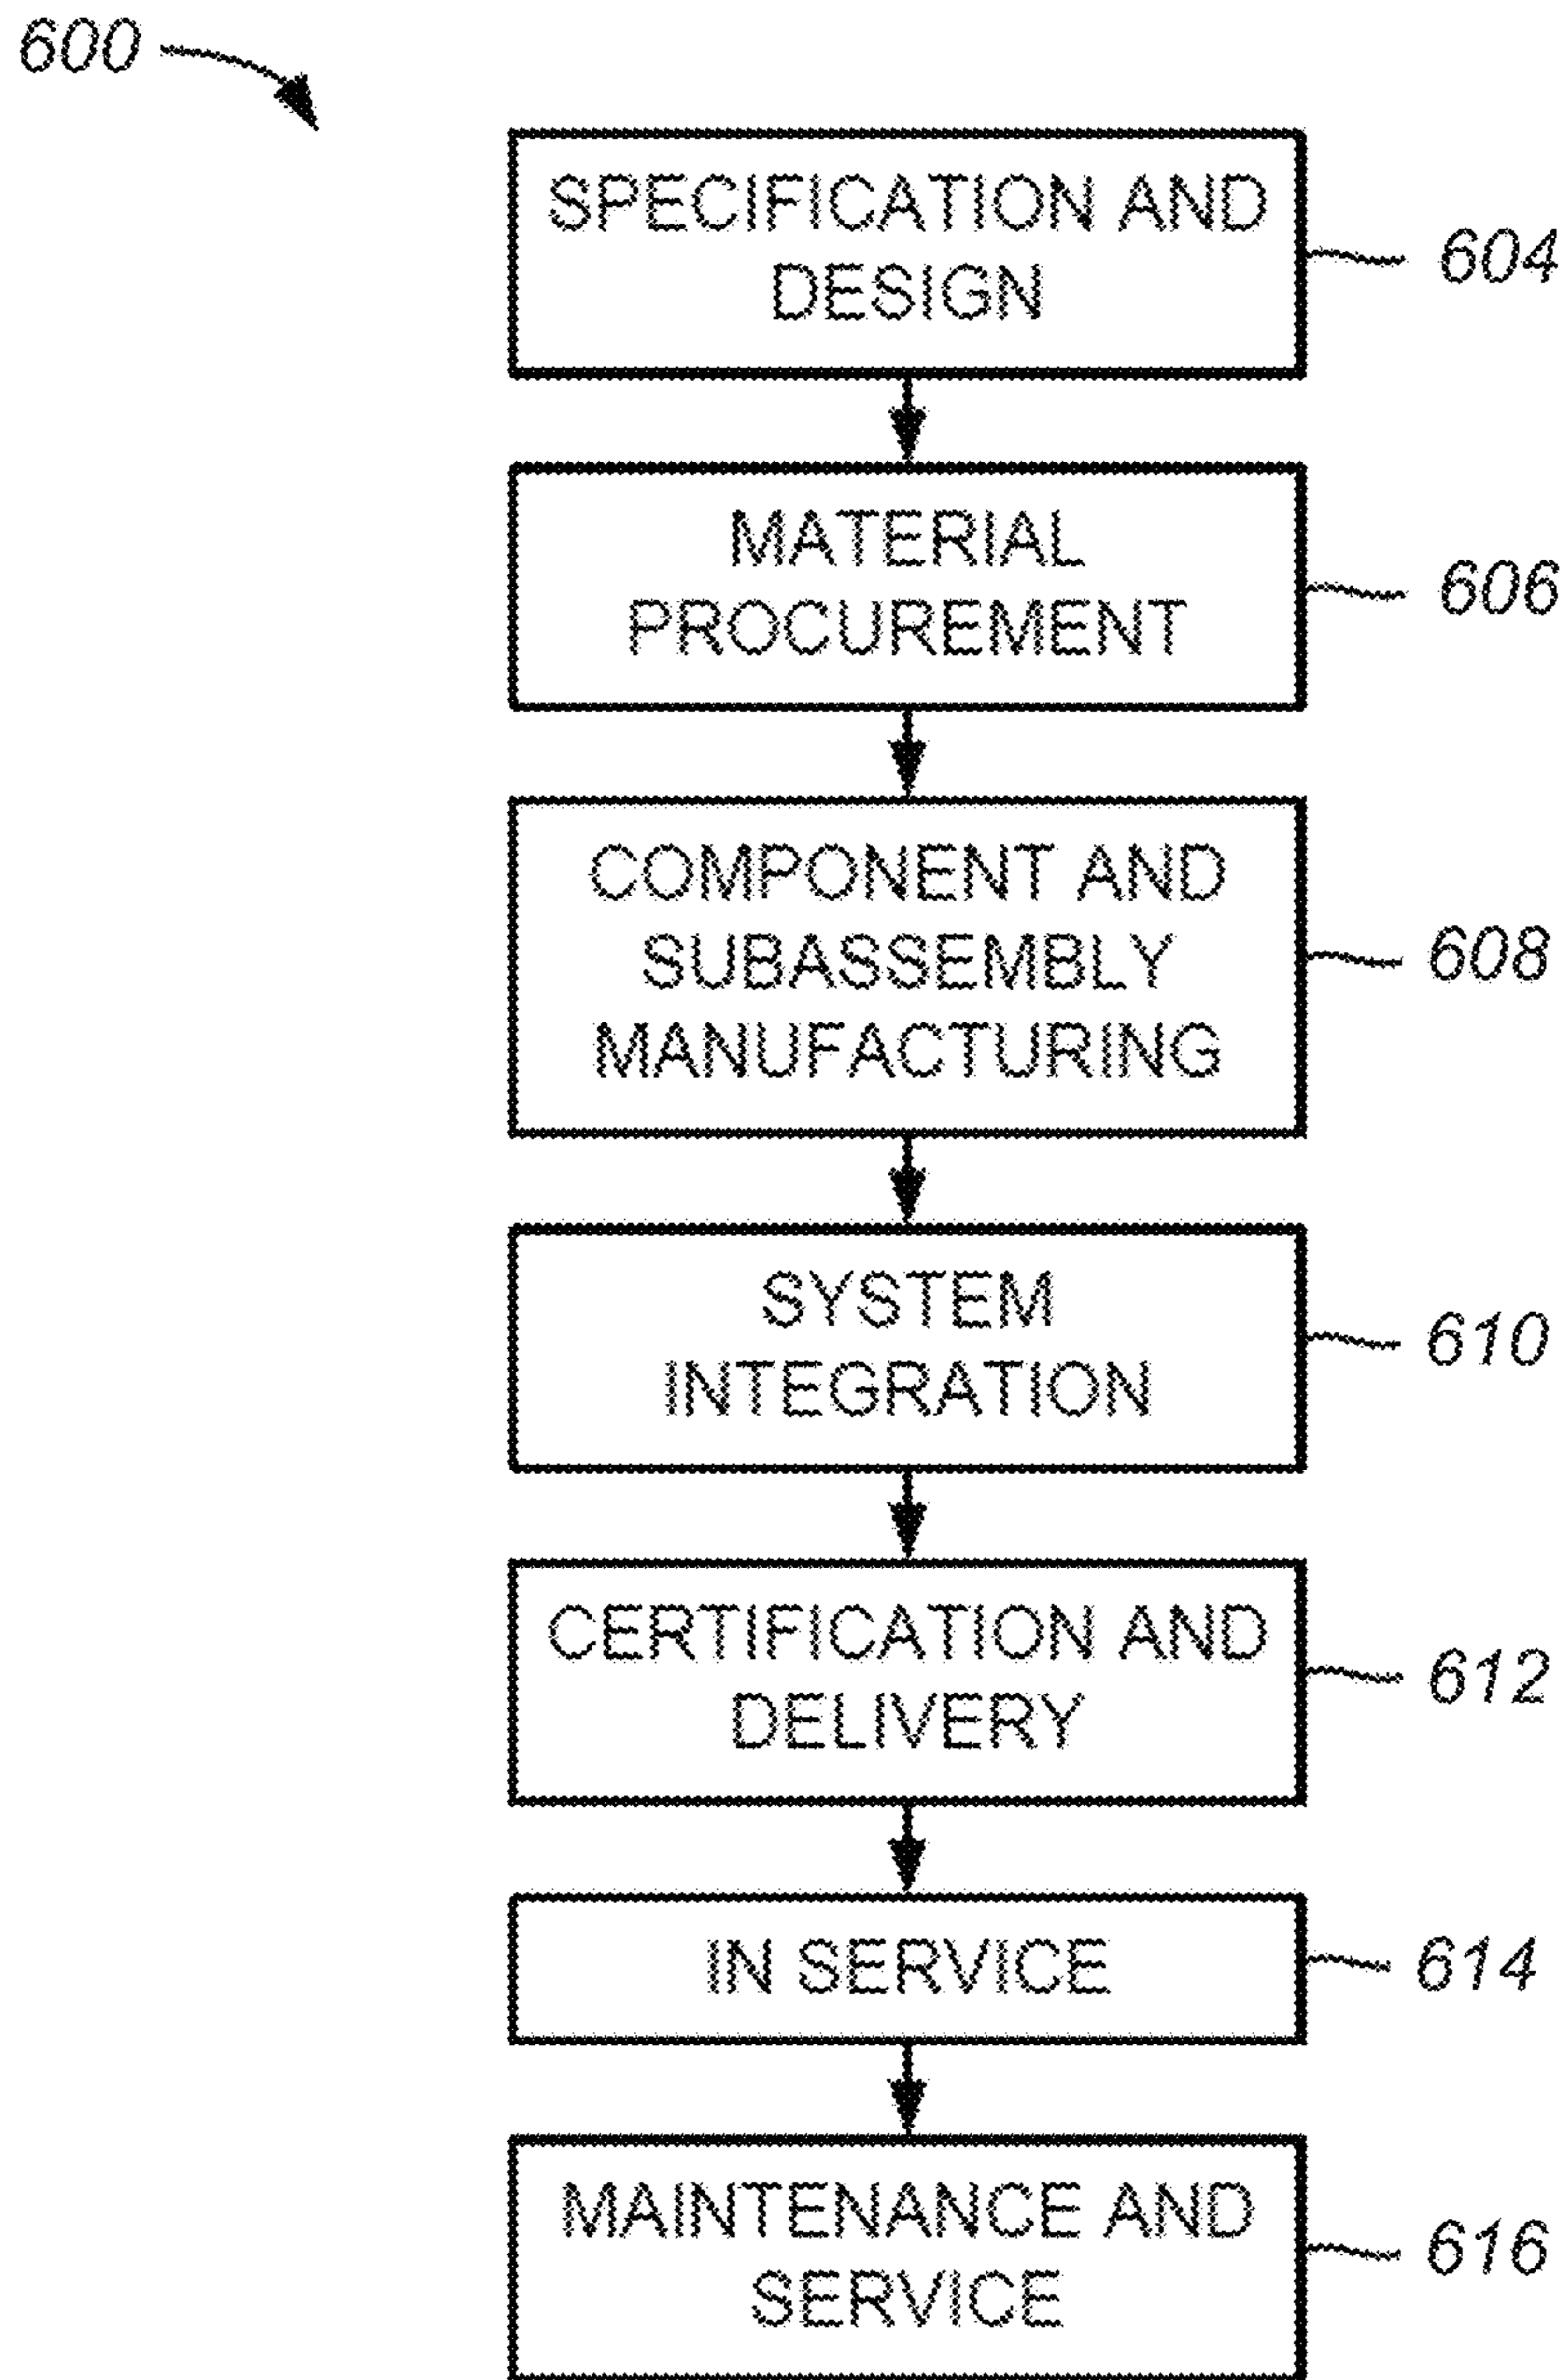 600
SPECIFICATION AND
DESIGN
604
MATERIAL
PROCUREMENT
606
COMPONENT AND
SUBASSEMBLY
MANUFACTURING
608
SYSTEM
INTEGRATION
610
CERTIFICATION AND
DELIVERY
612
IN SERVICE
614
MAINTENANCE AND
SERVICE
616